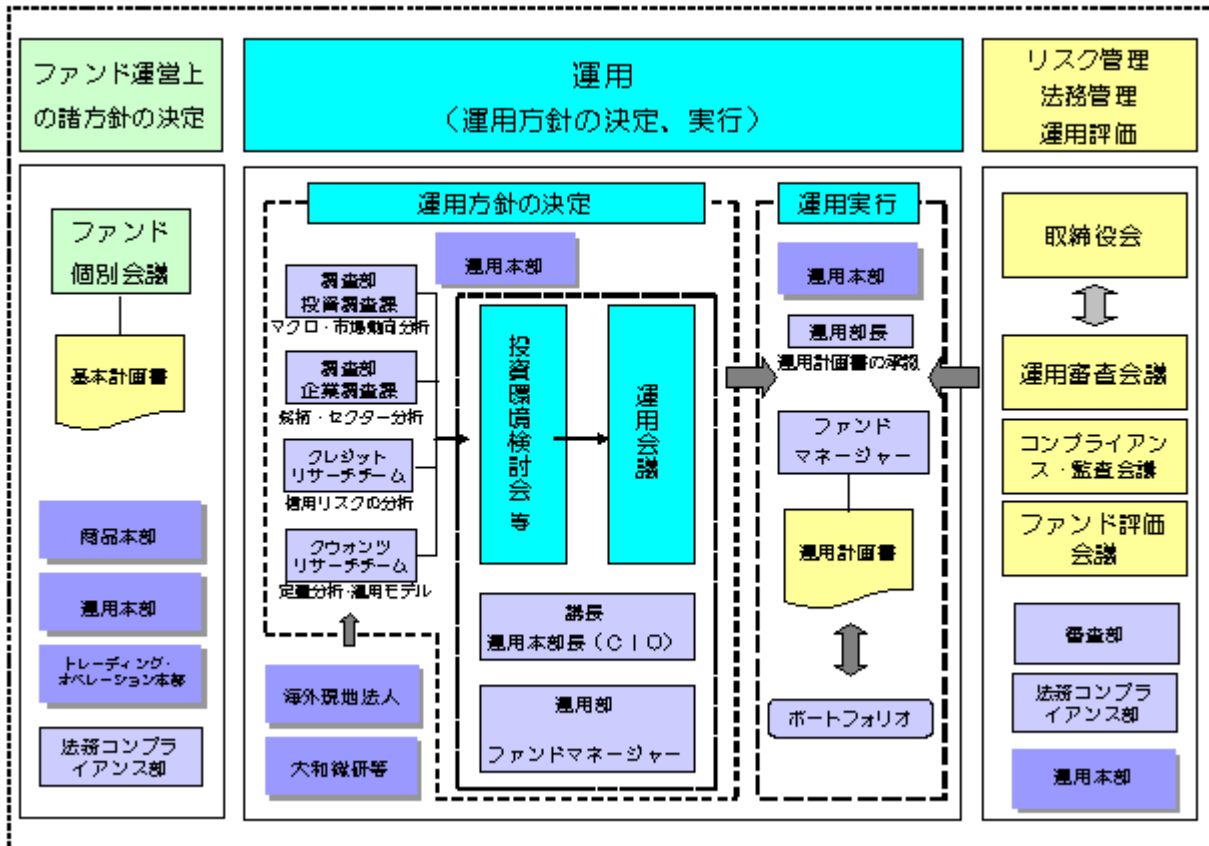 ファンド運営上
の諸方針の決定
運用
（運用方針の決定、実行）
リスク管理
法務管理
運用評価
ファンド
個別会議
基本計画書
商品本部
運用本部
トレーディング・
オペレーション本部
法務コンプラ
イアンス部
運用方針の決定
運用本部
調査部
投資調査課
マクロ・市場動向分析
調査部
企業調査課
銘柄・セクター分析
クレジット
リサーチチーム
信用リスクの分析
クウォンツ
リサーチチーム
定量分析・運用モデル
海外現地法人
大和総研等
投資環境検討会 等
運用会議
議長
運用本部長（ＣＩＯ）
運用部
ファンドマネージャー
運用実行
運用本部
運用部長
運用計画書の承認
ファンド
マネージャー
運用計画書
ポートフォリオ
取締役会
運用審査会議
コンプライアン
ス・監査会議
ファンド評価
会議
審査部
法務コンプラ
イアンス部
運用本部